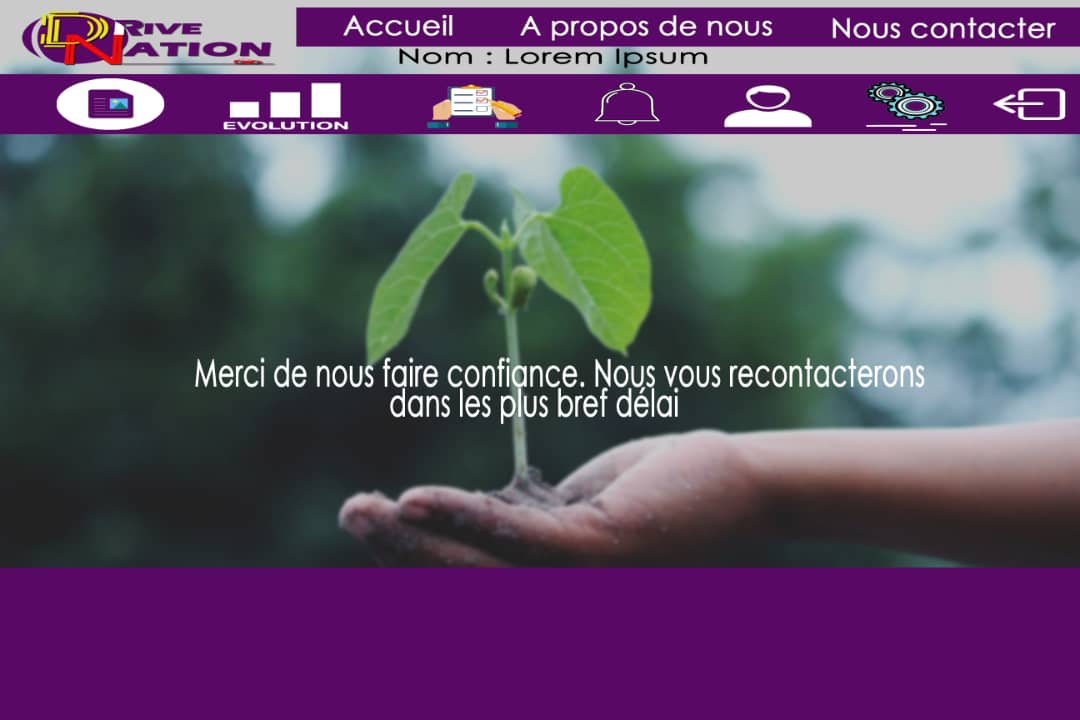 DRIVE
NATION
Accueil A propos de nous Nous contacter
Nom : Lorem Ipsum
EVOLUTION
Merci de nous faire confiance. Nous vous recontacterons
dans les plus bref délai